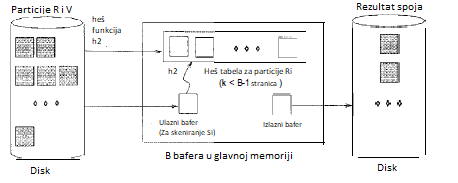 Particije R i V
Rezultat spoja
heš
funkcija
h2
h2
Heš tabela za particije Ri
(k < B-1 stranica )
Ulazni bafer
(Za skeniranje Si)
Izlazni bafer
B bafera u glavnoj memoriji
Disk
Disk